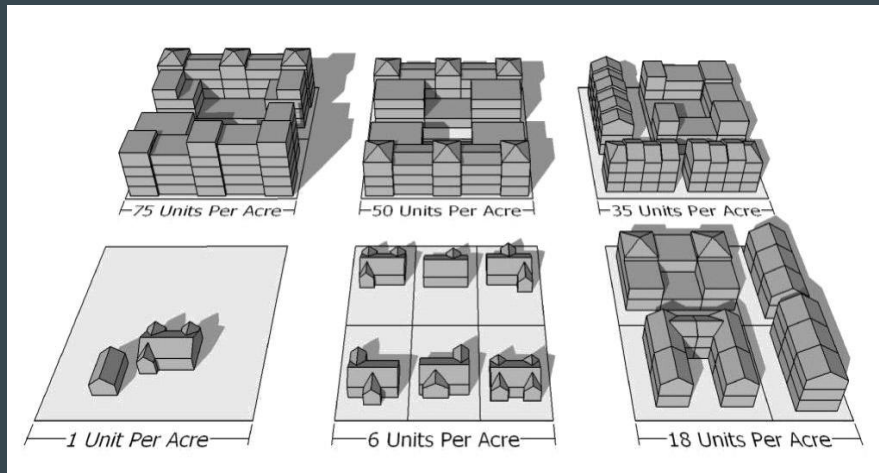 75 Units Per Acre
50 Units Per Acre
35 Units Per Acre
1 Unit Per Acre
6 Units Per Acre
18 Units Per Acre